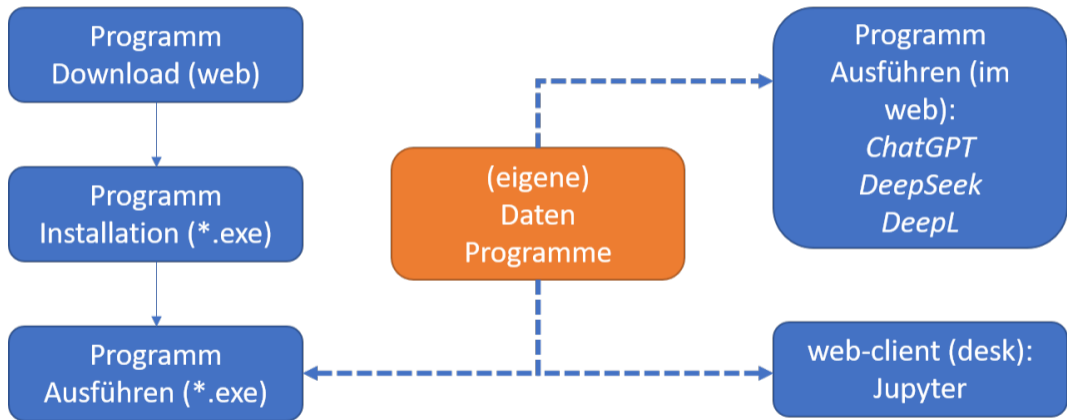 Programm
Download (web)
Programm
Installation (*.exe)
Programm
Ausführen (*.exe)
(eigene)
Daten
Programme
Programm
Ausführen (im
web):
ChatGPT
DeepSeek
DeepL
web-client (desk):
Jupyter